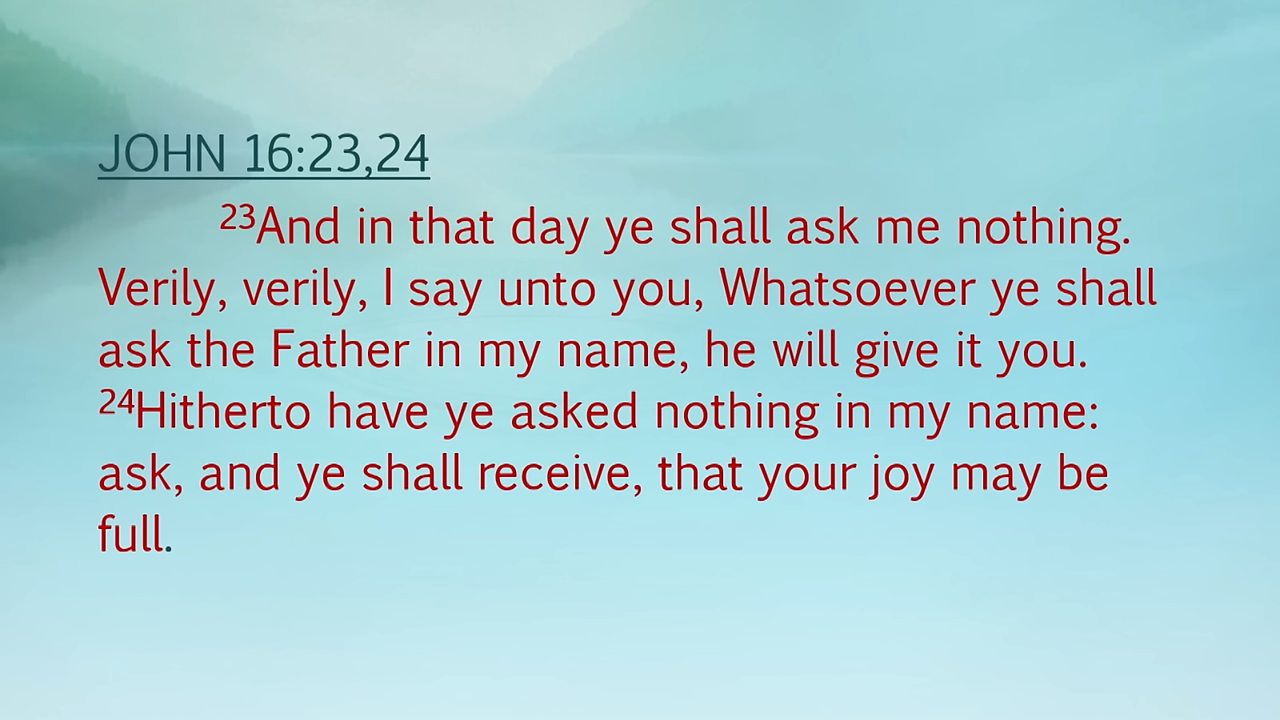 JOHN 16:23,24
²³And in that day ye shall ask me nothing.
Verily, verily, I say unto you, Whatsoever ye shall
ask the Father in my name, he will give it you.
²⁴Hitherto have ye asked nothing in my name:
ask, and ye shall receive, that your joy may be
full.